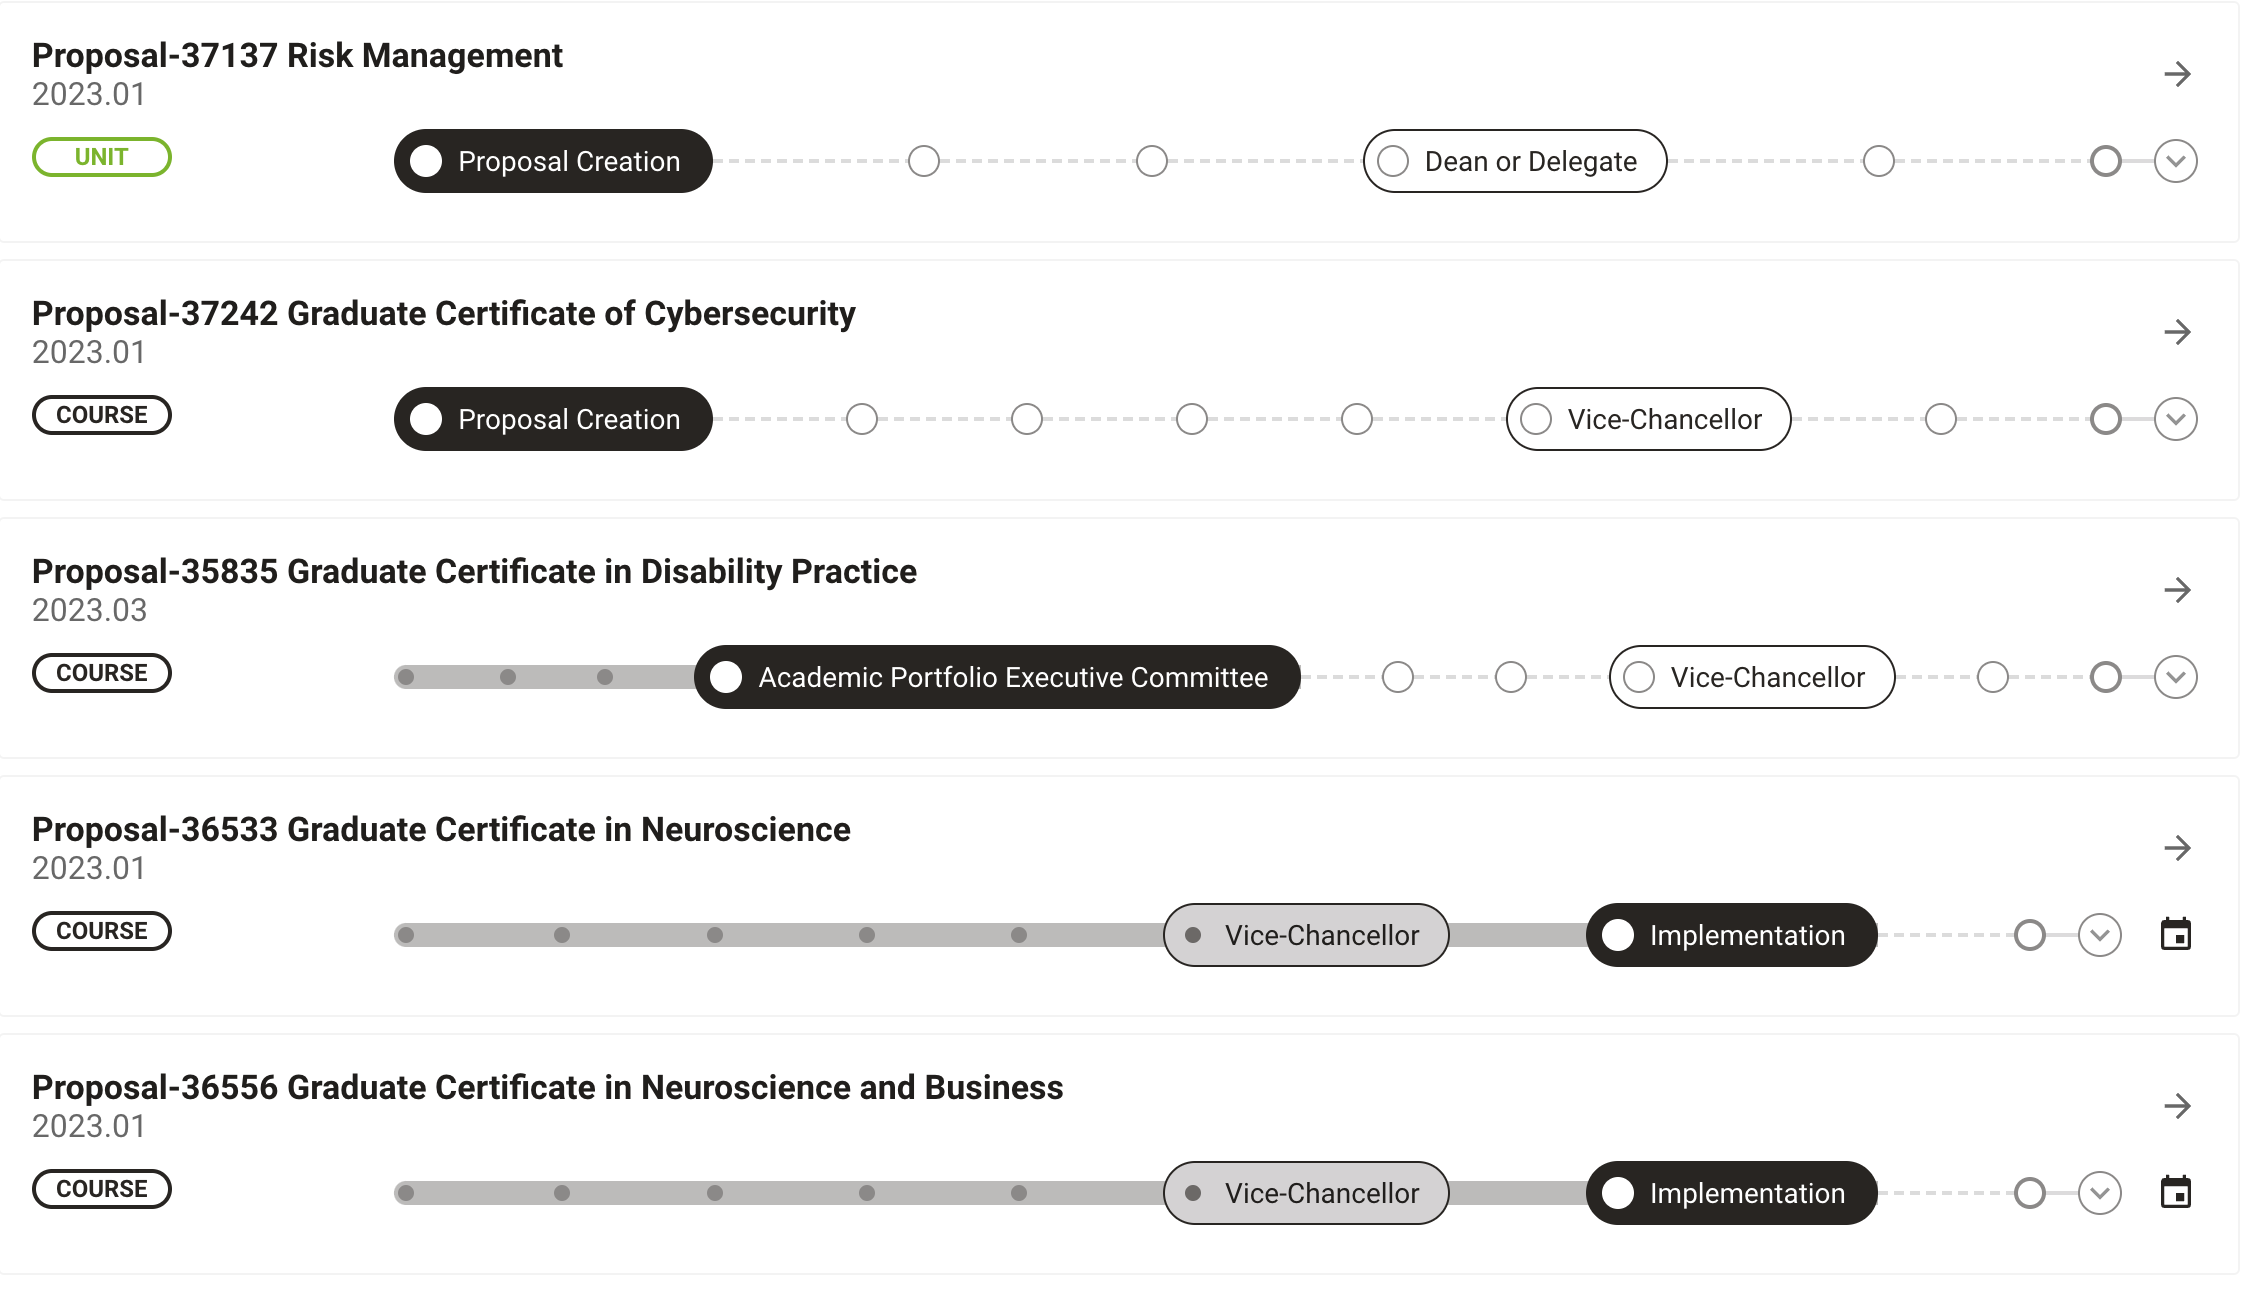 Proposal-37137 Risk Management
2023.01
UNIT
Proposal Creation
Dean or Delegate
Proposal-37242 Graduate Certificate of Cybersecurity
2023.01
COURSE
Proposal Creation
Vice-Chancellor
Proposal-35835 Graduate Certificate in Disability Practice
2023.03
COURSE
Academic Portfolio Executive Committee
Vice-Chancellor
Proposal-36533 Graduate Certificate in Neuroscience
2023.01
COURSE
Vice-Chancellor
Implementation
Proposal-36556 Graduate Certificate in Neuroscience and Business
2023.01
COURSE
Vice-Chancellor
Implementation